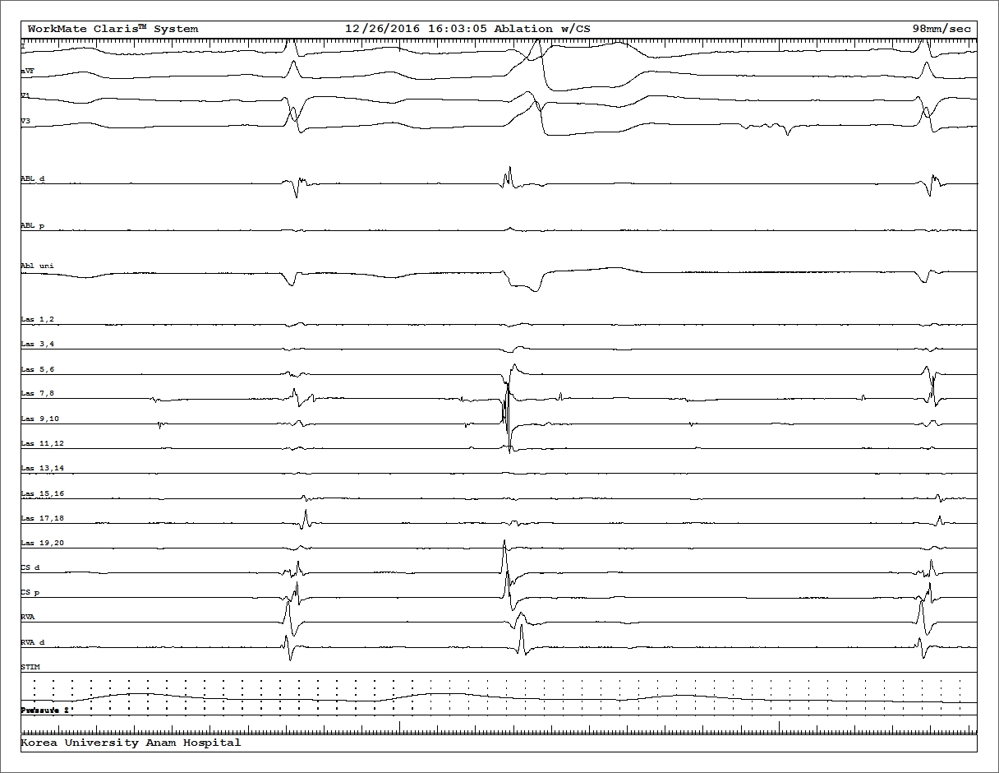 WorkMate Claris™ System 12/26/2016 16:03:05 Ablation w/CS 98mm/sec
I
aVF
V1
V3
ABL d
ABL p
Abl uni
Las 1,2
Las 3,4
Las 5,6
Las 7,8
Las 9,10
Las 11,12
Las 13,14
Las 15,16
Las 17,18
Las 19,20
CS d
CS p
RVA
RVA d
STIM
Pressure 2
Korea University Anam Hospital